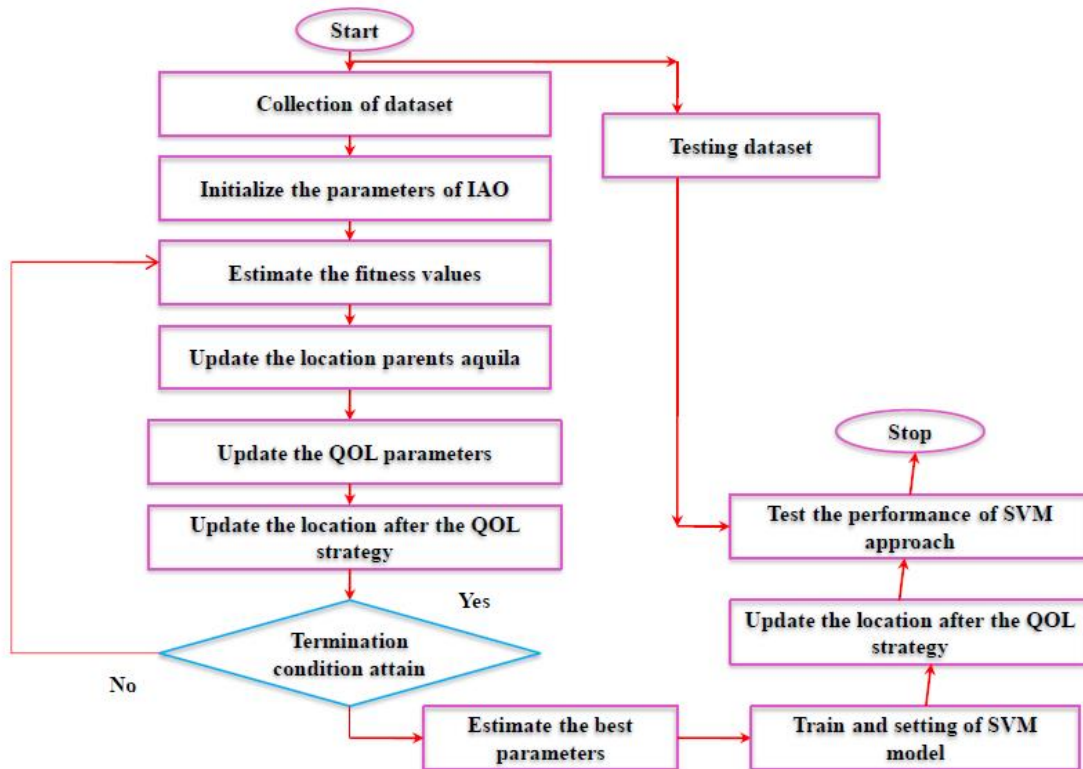 Start
Collection of dataset
Testing dataset
Initialize the parameters of IAO
Estimate the fitness values
Update the location parents aquila
Update the QOL parameters
Update the location after the QOL
strategy
Yes
Termination
condition attain
No
Estimate the best
parameters
Train and setting of SVM
model
Update the location after the QOL
strategy
Test the performance of SVM
approach
Stop